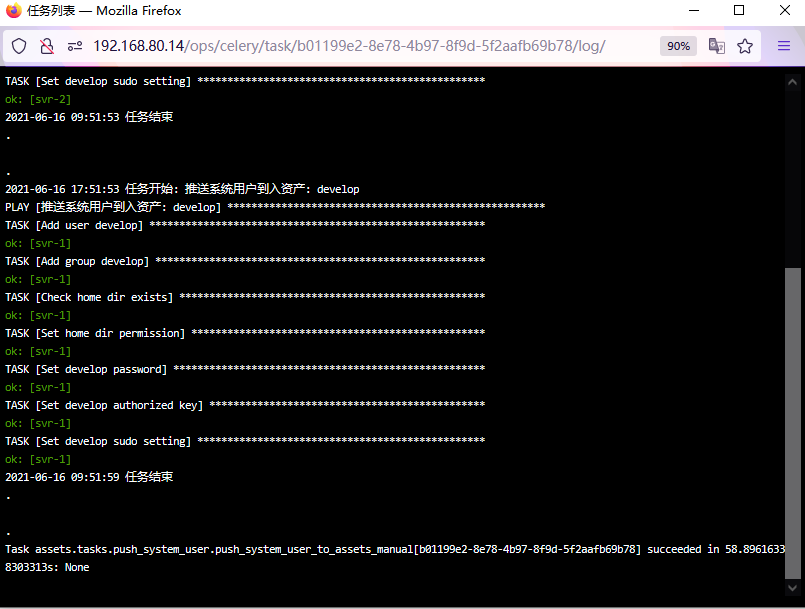 任务列表 — Mozilla Firefox
192.168.80.14/ops/celery/task/b01199e2-8e78-4b97-8f9d-5f2aafb69b78/log/ 90%
TASK [Set develop sudo setting] ************************************************
ok: [svr-2]
2021-06-16 09:51:53 任务结束
.
.
2021-06-16 17:51:53 任务开始: 推送系统用户到入资产: develop
PLAY [推送系统用户到入资产: develop] *****************************************************
TASK [Add user develop] ********************************************************
ok: [svr-1]
TASK [Add group develop] *******************************************************
ok: [svr-1]
TASK [Check home dir exists] ***************************************************
ok: [svr-1]
TASK [Set home dir permission] *************************************************
ok: [svr-1]
TASK [Set develop password] ****************************************************
ok: [svr-1]
TASK [Set develop authorized key] **********************************************
ok: [svr-1]
TASK [Set develop sudo setting] ************************************************
ok: [svr-1]
2021-06-16 09:51:59 任务结束
.
.
Task assets.tasks.push_system_user.push_system_user_to_assets_manual[b01199e2-8e78-4b97-8f9d-5f2aafb69b78] succeeded in 58.8961633
8303313s: None